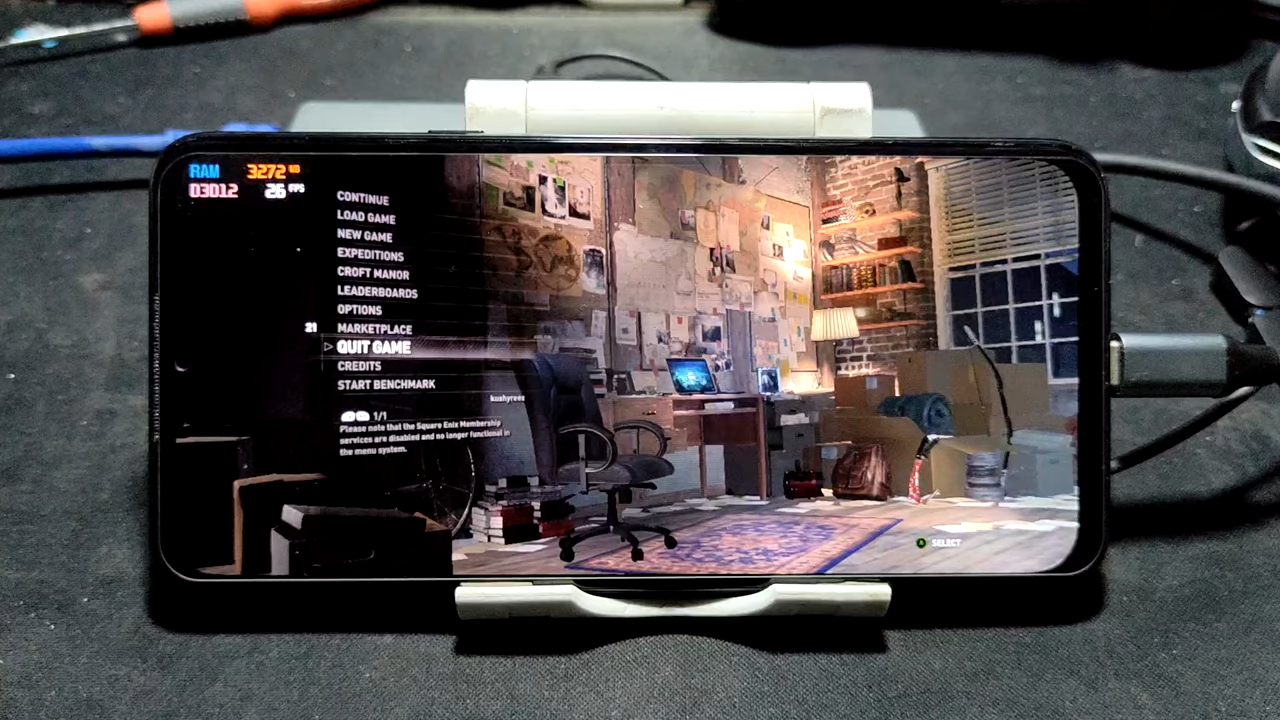 RAM 3272 MB
D3D12 26 FPS
CONTINUE
LOAD GAME
NEW GAME
EXPEDITIONS
CROFT MANOR
LEADERBOARDS
OPTIONS
21 MARKETPLACE
QUIT GAME
CREDITS
START BENCHMARK
kushyreez
1/1
Please note that the Square Enix Membership
services are disabled and no longer functional in
the menu system.
A SELECT